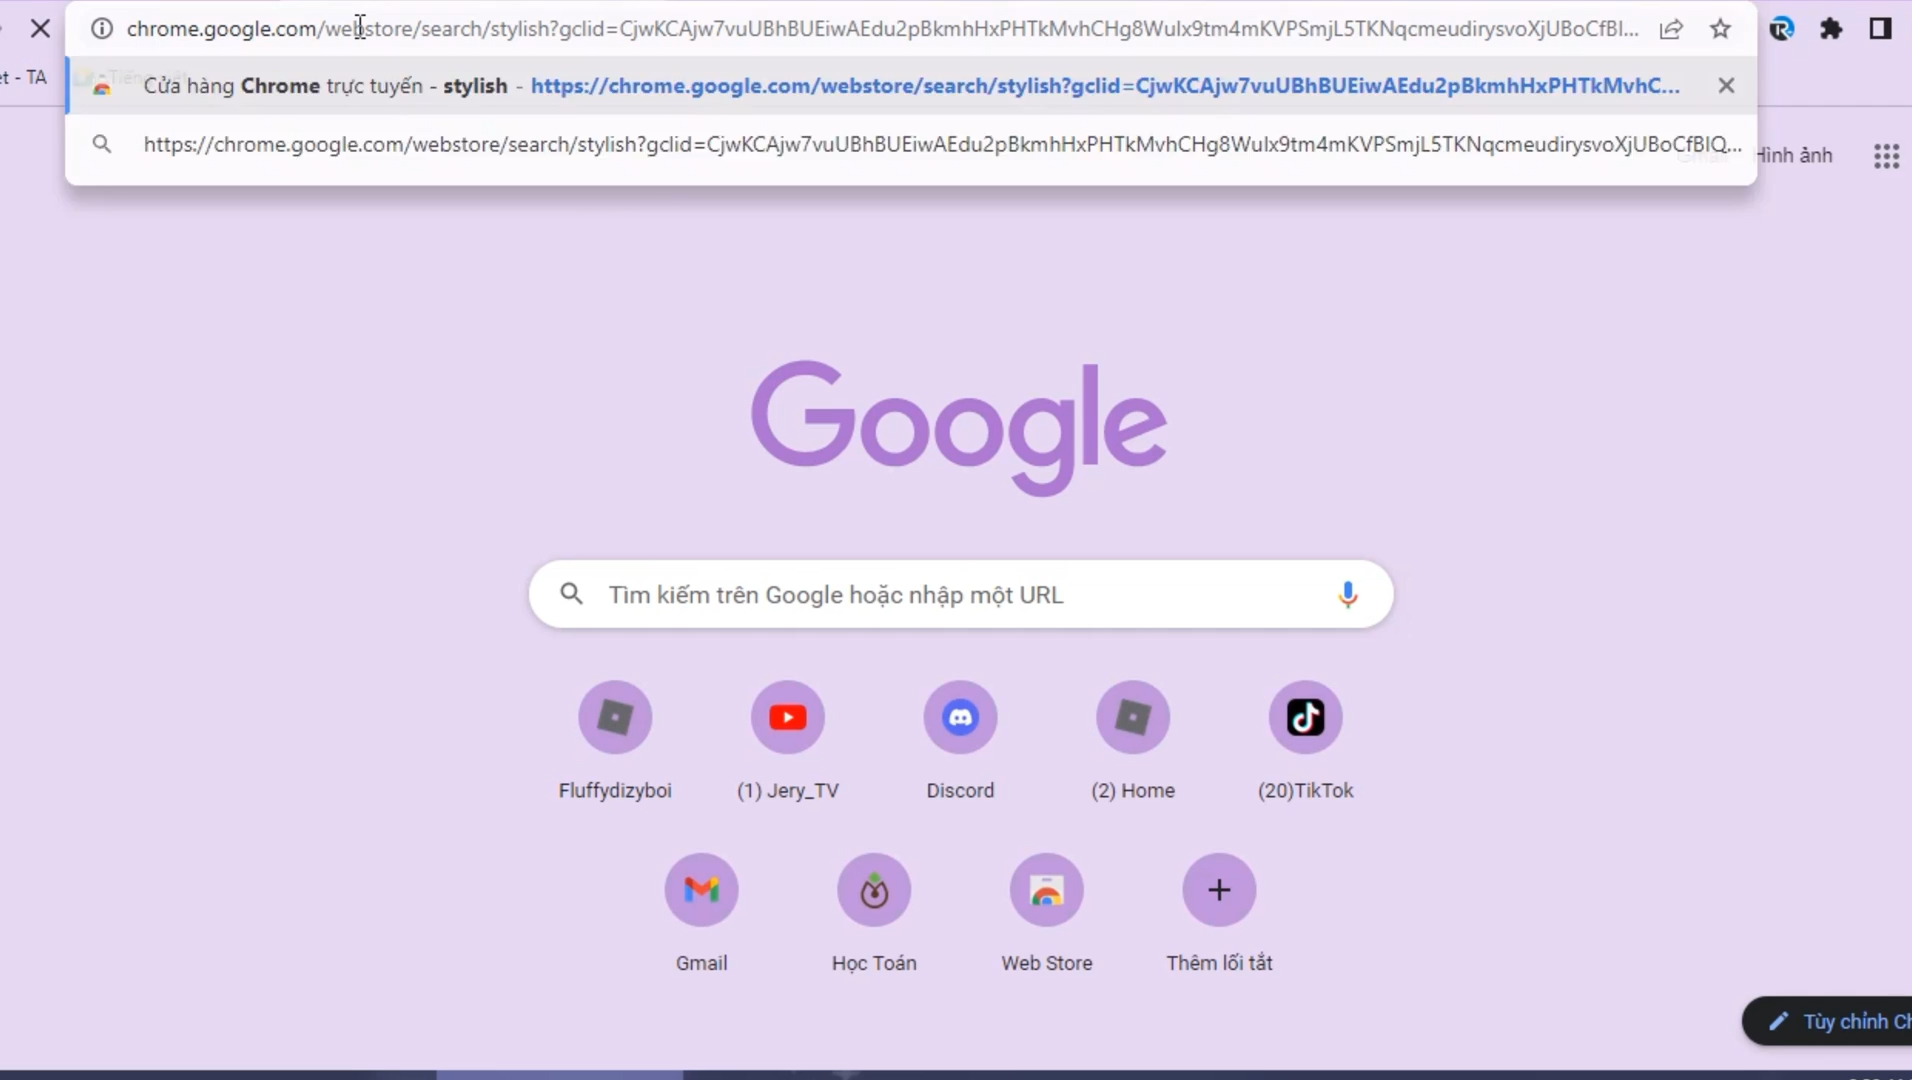 chrome.google.com/webstore/search/stylish?gclid=CjwKCAjw7vuUBhBUEiwAEdu2pBkmhHxPHTkMvhCHg8WuIx9tm4mKVPSmjL5TKNqcmeudirysvoXjUBoCfBI...
et - TA
Cửa hàng Chrome trực tuyến - stylish - https://chrome.google.com/webstore/search/stylish?gclid=CjwKCAjw7vuUBhBUEiwAEdu2pBkmhHxPHTkMvhC...
https://chrome.google.com/webstore/search/stylish?gclid=CjwKCAjw7vuUBhBUEiwAEdu2pBkmhHxPHTkMvhCHg8WuIx9tm4mKVPSmjL5TKNqcmeudirysvoXjUBoCfBIQ...
Gmail Hình ảnh
Google
Tìm kiếm trên Google hoặc nhập một URL
Fluffydizyboi (1) Jery_TV Discord (2) Home (20)TikTok
Gmail Học Toán Web Store Thêm lối tắt
Tùy chỉnh Ch